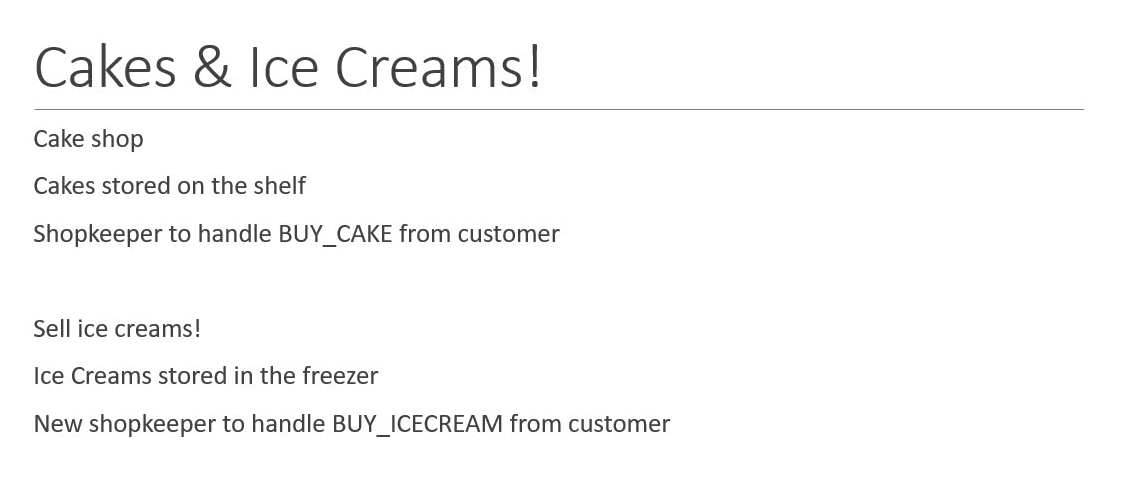 Cakes & Ice Creams!
Cake shop
Cakes stored on the shelf
Shopkeeper to handle BUY_CAKE from customer
Sell ice creams!
Ice Creams stored in the freezer
New shopkeeper to handle BUY_ICECREAM from customer